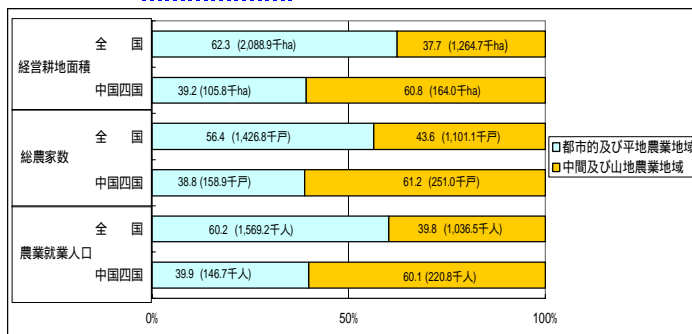 全　国
62.3 (2,088.9千ha)
37.7 (1,264.7千ha)
経営耕地面積
中国四国
39.2 (105.8千ha)
60.8 (164.0千ha)
全　国
56.4 (1,426.8千戸)
43.6 (1,101.1千戸)
総農家数
中国四国
38.8 (158.9千戸)
61.2 (251.0千戸)
全　国
60.2 (1,569.2千人)
39.8 (1,036.5千人)
農業就業人口
中国四国
39.9 (146.7千人)
60.1 (220.8千人)
都市的及び平地農業地域
中間及び山地農業地域
0%
50%
100%